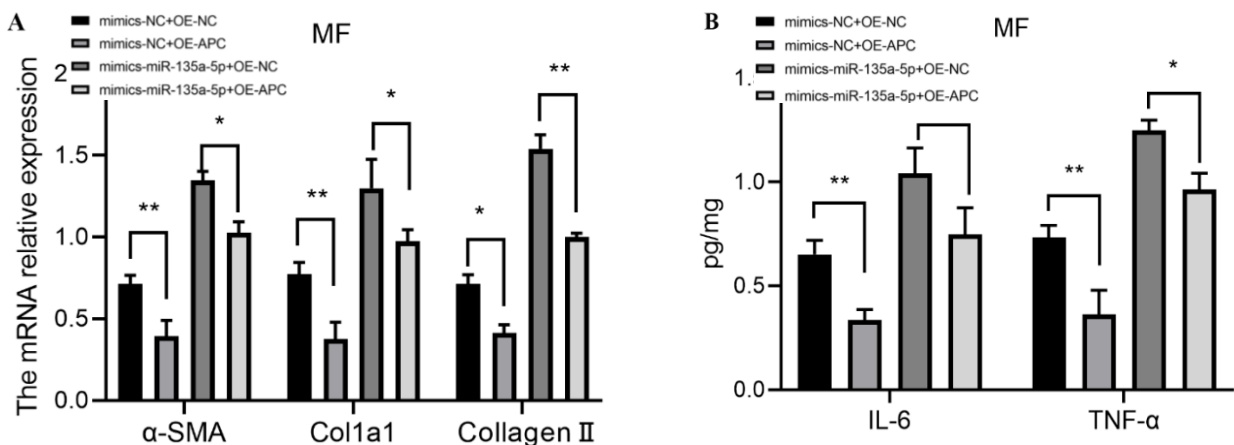 A
mimics-NC+OE-NC
mimics-NC+OE-APC
mimics-miR-135a-5p+OE-NC
mimics-miR-135a-5p+OE-APC
MF
The mRNA relative expression
2
1.5
1.0
0.5
0.0
**
*
**
*
*
**
α-SMA
Col1a1
Collagen Ⅱ
B
mimics-NC+OE-NC
mimics-NC+OE-APC
mimics-miR-135a-5p+OE-NC
mimics-miR-135a-5p+OE-APC
MF
pg/mg
1.0
0.5
0.0
**
**
*
IL-6
TNF-α